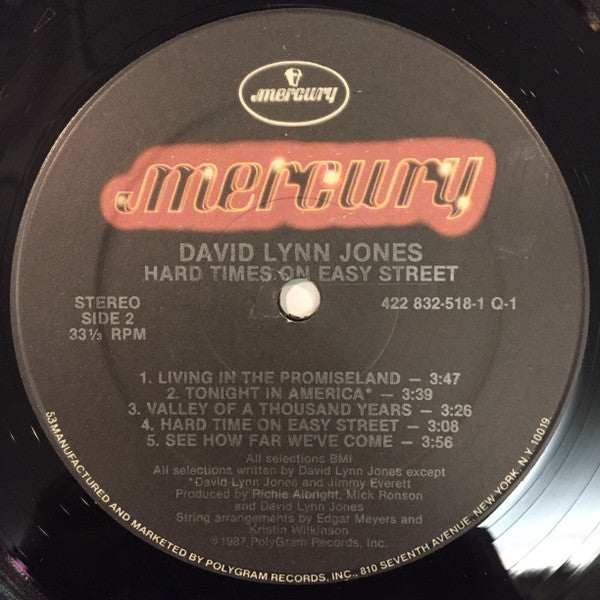 mercury
mercury
DAVID LYNN JONES
HARD TIMES ON EASY STREET
STEREO
SIDE 2
33⅓ RPM
422 832-518-1 Q-1
1. LIVING IN THE PROMISELAND – 3:47
2. TONIGHT IN AMERICA* – 3:39
3. VALLEY OF A THOUSAND YEARS – 3:26
4. HARD TIME ON EASY STREET – 3:08
5. SEE HOW FAR WE'VE COME – 3:56
All selections BMI
All selections written by David Lynn Jones except
*David Lynn Jones and Jimmy Everett
Produced by Richie Albright, Mick Ronson
and David Lynn Jones
String arrangements by Edgar Meyers and
Kristin Wilkinson
©1987, PolyGram Records, Inc.
53 MANUFACTURED AND MARKETED BY POLYGRAM RECORDS, INC., 810 SEVENTH AVENUE, NEW YORK, N.Y. 10019.